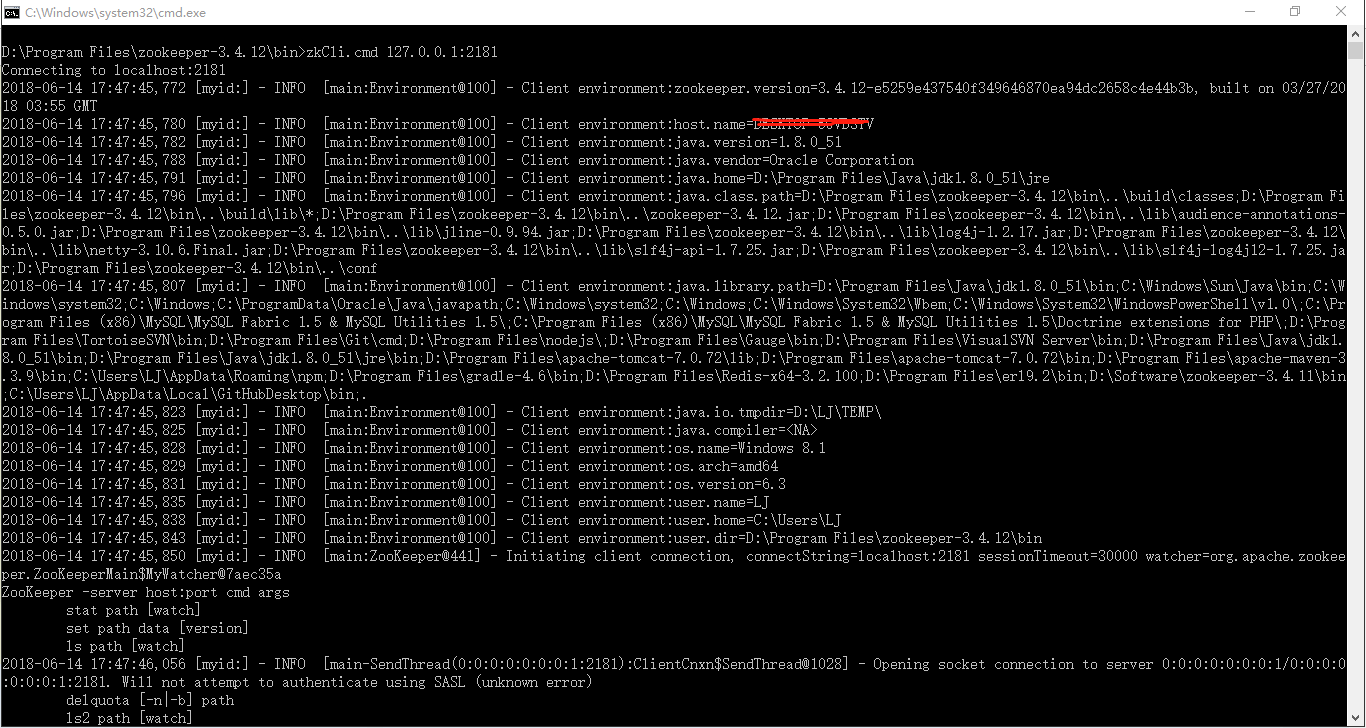 C:\Windows\system32\cmd.exe
D:\Program Files\zookeeper-3.4.12\bin>zkCli.cmd 127.0.0.1:2181
Connecting to localhost:2181
2018-06-14 17:47:45,772 [myid:] - INFO  [main:Environment@100] - Client environment:zookeeper.version=3.4.12-e5259e437540f349646870ea94dc2658c4e44b3b, built on 03/27/20
18 03:55 GMT
2018-06-14 17:47:45,780 [myid:] - INFO  [main:Environment@100] - Client environment:host.name=
2018-06-14 17:47:45,782 [myid:] - INFO  [main:Environment@100] - Client environment:java.version=1.8.0_51
2018-06-14 17:47:45,788 [myid:] - INFO  [main:Environment@100] - Client environment:java.vendor=Oracle Corporation
2018-06-14 17:47:45,791 [myid:] - INFO  [main:Environment@100] - Client environment:java.home=D:\Program Files\Java\jdk1.8.0_51\jre
2018-06-14 17:47:45,796 [myid:] - INFO  [main:Environment@100] - Client environment:java.class.path=D:\Program Files\zookeeper-3.4.12\bin\..\build\classes;D:\Program Fi
les\zookeeper-3.4.12\bin\..\build\lib\*;D:\Program Files\zookeeper-3.4.12\bin\..\zookeeper-3.4.12.jar;D:\Program Files\zookeeper-3.4.12\bin\..\lib\audience-annotations-
0.5.0.jar;D:\Program Files\zookeeper-3.4.12\bin\..\lib\jline-0.9.94.jar;D:\Program Files\zookeeper-3.4.12\bin\..\lib\log4j-1.2.17.jar;D:\Program Files\zookeeper-3.4.12\
bin\..\lib\netty-3.10.6.Final.jar;D:\Program Files\zookeeper-3.4.12\bin\..\lib\slf4j-api-1.7.25.jar;D:\Program Files\zookeeper-3.4.12\bin\..\lib\slf4j-log4j12-1.7.25.ja
r;D:\Program Files\zookeeper-3.4.12\bin\..\conf
2018-06-14 17:47:45,807 [myid:] - INFO  [main:Environment@100] - Client environment:java.library.path=D:\Program Files\Java\jdk1.8.0_51\bin;C:\Windows\Sun\Java\bin;C:\W
indows\system32;C:\Windows;C:\ProgramData\Oracle\Java\javapath;C:\Windows\system32;C:\Windows;C:\Windows\System32\Wbem;C:\Windows\System32\WindowsPowerShell\v1.0\;C:\Pr
ogram Files (x86)\MySQL\MySQL Fabric 1.5 & MySQL Utilities 1.5\;C:\Program Files (x86)\MySQL\MySQL Fabric 1.5 & MySQL Utilities 1.5\Doctrine extensions for PHP\;D:\Prog
ram Files\TortoiseSVN\bin;D:\Program Files\Git\cmd;D:\Program Files\nodejs\;D:\Program Files\Gauge\bin;D:\Program Files\VisualSVN Server\bin;D:\Program Files\Java\jdk1.
8.0_51\bin;D:\Program Files\Java\jdk1.8.0_51\jre\bin;D:\Program Files\apache-tomcat-7.0.72\lib;D:\Program Files\apache-tomcat-7.0.72\bin;D:\Program Files\apache-maven-3
.3.9\bin;C:\Users\LJ\AppData\Roaming\npm;D:\Program Files\gradle-4.6\bin;D:\Program Files\Redis-x64-3.2.100;D:\Program Files\er19.2\bin;D:\Software\zookeeper-3.4.11\bin
;C:\Users\LJ\AppData\Local\GitHubDesktop\bin;.
2018-06-14 17:47:45,823 [myid:] - INFO  [main:Environment@100] - Client environment:java.io.tmpdir=D:\LJ\TEMP\
2018-06-14 17:47:45,825 [myid:] - INFO  [main:Environment@100] - Client environment:java.compiler=<NA>
2018-06-14 17:47:45,828 [myid:] - INFO  [main:Environment@100] - Client environment:os.name=Windows 8.1
2018-06-14 17:47:45,829 [myid:] - INFO  [main:Environment@100] - Client environment:os.arch=amd64
2018-06-14 17:47:45,831 [myid:] - INFO  [main:Environment@100] - Client environment:os.version=6.3
2018-06-14 17:47:45,835 [myid:] - INFO  [main:Environment@100] - Client environment:user.name=LJ
2018-06-14 17:47:45,838 [myid:] - INFO  [main:Environment@100] - Client environment:user.home=C:\Users\LJ
2018-06-14 17:47:45,843 [myid:] - INFO  [main:Environment@100] - Client environment:user.dir=D:\Program Files\zookeeper-3.4.12\bin
2018-06-14 17:47:45,850 [myid:] - INFO  [main:ZooKeeper@441] - Initiating client connection, connectString=localhost:2181 sessionTimeout=30000 watcher=org.apache.zookee
per.ZooKeeperMain$MyWatcher@7aec35a
ZooKeeper -server host:port cmd args
        stat path [watch]
        set path data [version]
        ls path [watch]
2018-06-14 17:47:46,056 [myid:] - INFO  [main-SendThread(0:0:0:0:0:0:0:1:2181):ClientCnxn$SendThread@1028] - Opening socket connection to server 0:0:0:0:0:0:0:1/0:0:0:0
:0:0:0:1:2181. Will not attempt to authenticate using SASL (unknown error)
        delquota [-n|-b] path
        ls2 path [watch]